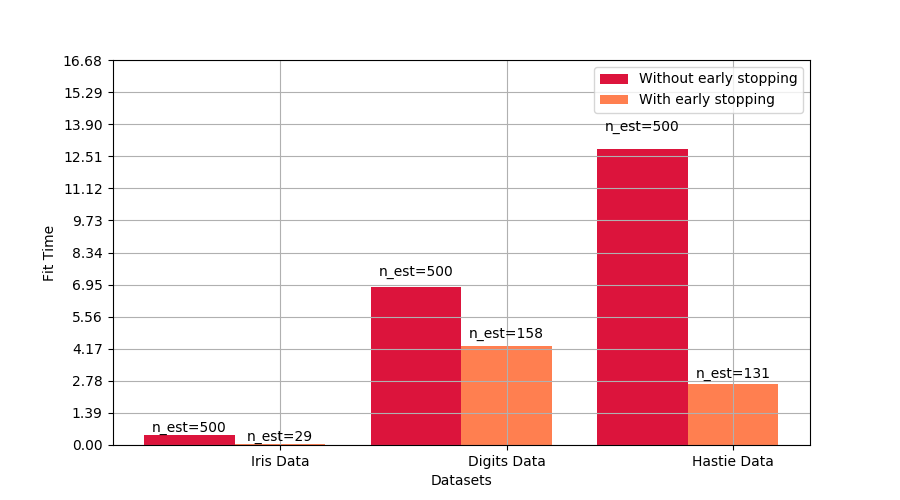 16.68
15.29
13.90
12.51
11.12
9.73
8.34
6.95
5.56
4.17
2.78
1.39
0.00
Fit Time
Without early stopping
With early stopping
n_est=500
n_est=29
n_est=500
n_est=158
n_est=500
n_est=131
Iris Data
Digits Data
Hastie Data
Datasets